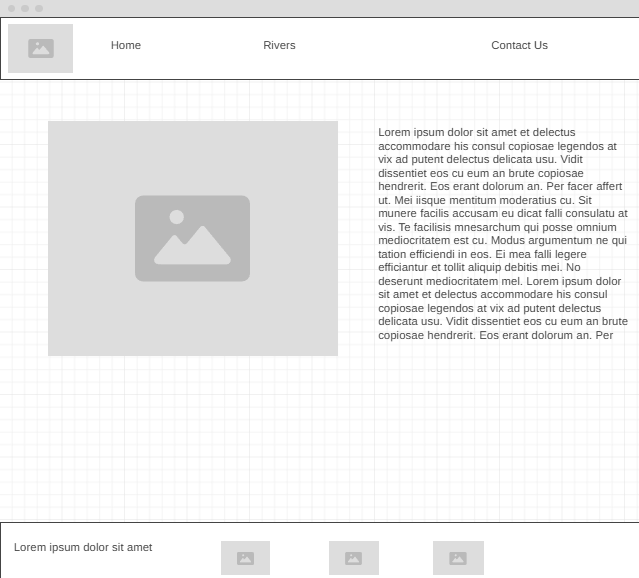 Home
Rivers
Contact Us
Lorem ipsum dolor sit amet et delectus
accommodare his consul copiosae legendos at
vix ad putent delectus delicata usu. Vidit
dissentiet eos cu eum an brute copiosae
hendrerit. Eos erant dolorum an. Per facer affert
ut. Mei iisque mentitum moderatius cu. Sit
munere facilis accusam eu dicat falli consulatu at
vis. Te facilisis mnesarchum qui posse omnium
mediocritatem est cu. Modus argumentum ne qui
tation efficiendi in eos. Ei mea falli legere
efficiantur et tollit aliquip debitis mei. No
deserunt mediocritatem mel. Lorem ipsum dolor
sit amet et delectus accommodare his consul
copiosae legendos at vix ad putent delectus
delicata usu. Vidit dissentiet eos cu eum an brute
copiosae hendrerit. Eos erant dolorum an. Per
Lorem ipsum dolor sit amet